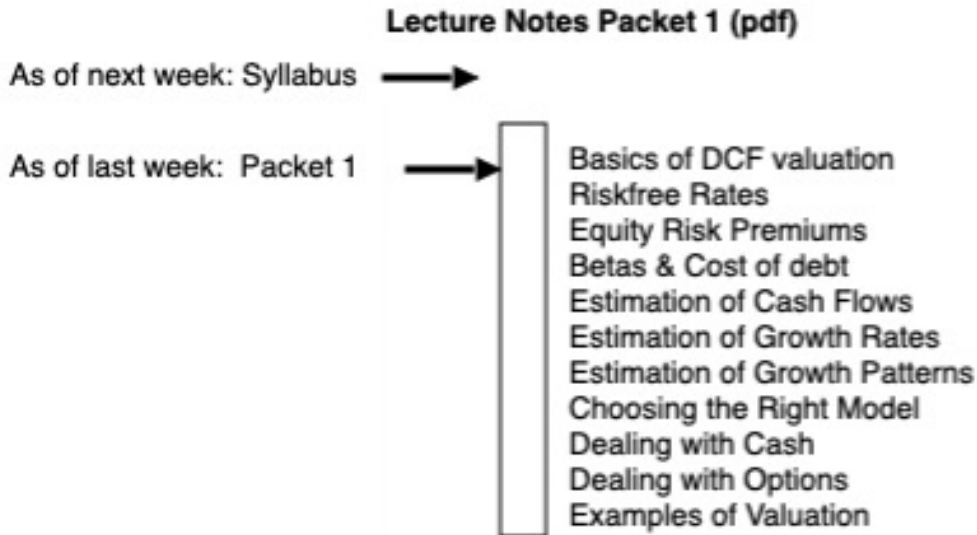 Lecture Notes Packet 1 (pdf)
As of next week: Syllabus
As of last week: Packet 1
Basics of DCF valuation
Riskfree Rates
Equity Risk Premiums
Betas & Cost of debt
Estimation of Cash Flows
Estimation of Growth Rates
Estimation of Growth Patterns
Choosing the Right Model
Dealing with Cash
Dealing with Options
Examples of Valuation